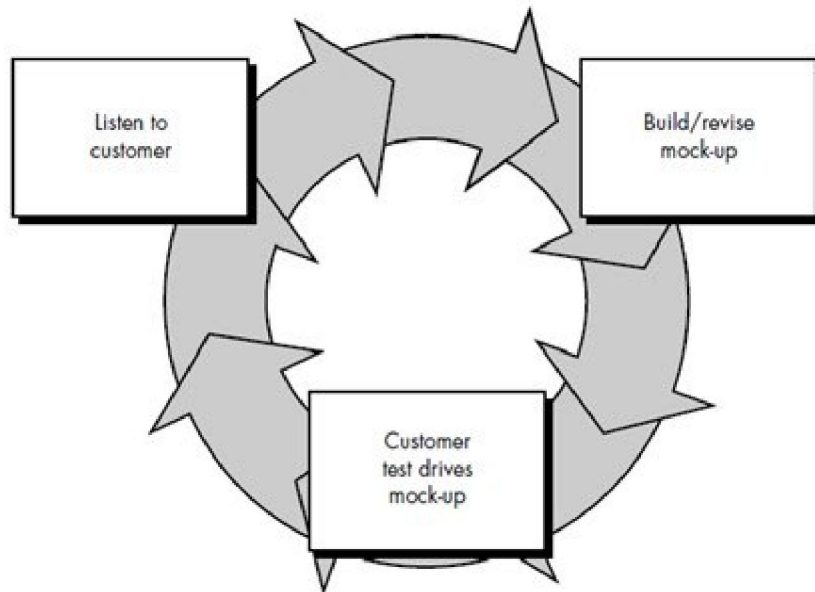 Listen to
customer
Build/revise
mock-up
Customer
test drives
mock-up